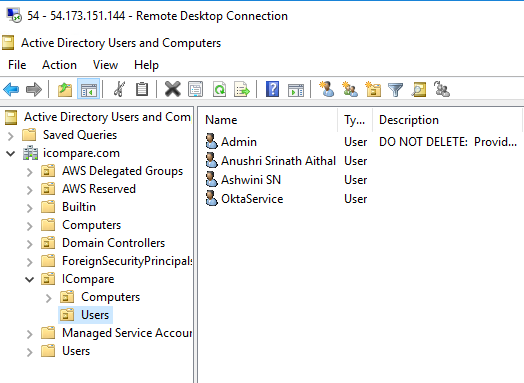 54 - 54.173.151.144 - Remote Desktop Connection
Active Directory Users and Computers
File Action View Help
Active Directory Users and Com
Saved Queries
icompare.com
AWS Delegated Groups
AWS Reserved
Builtin
Computers
Domain Controllers
ForeignSecurityPrincipals
ICompare
Computers
Users
Managed Service Accour
Users
Name Ty... Description
Admin User DO NOT DELETE: Provid...
Anushri Srinath Aithal User
Ashwini SN User
OktaService User